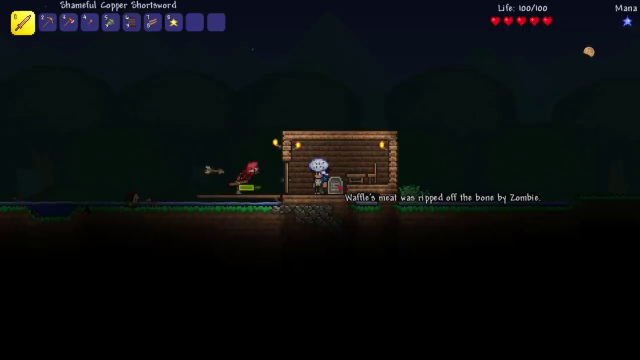 Shameful Copper Shortsword
Life: 100/100
Mana
Waffle's meat was ripped off the bone by Zombie.